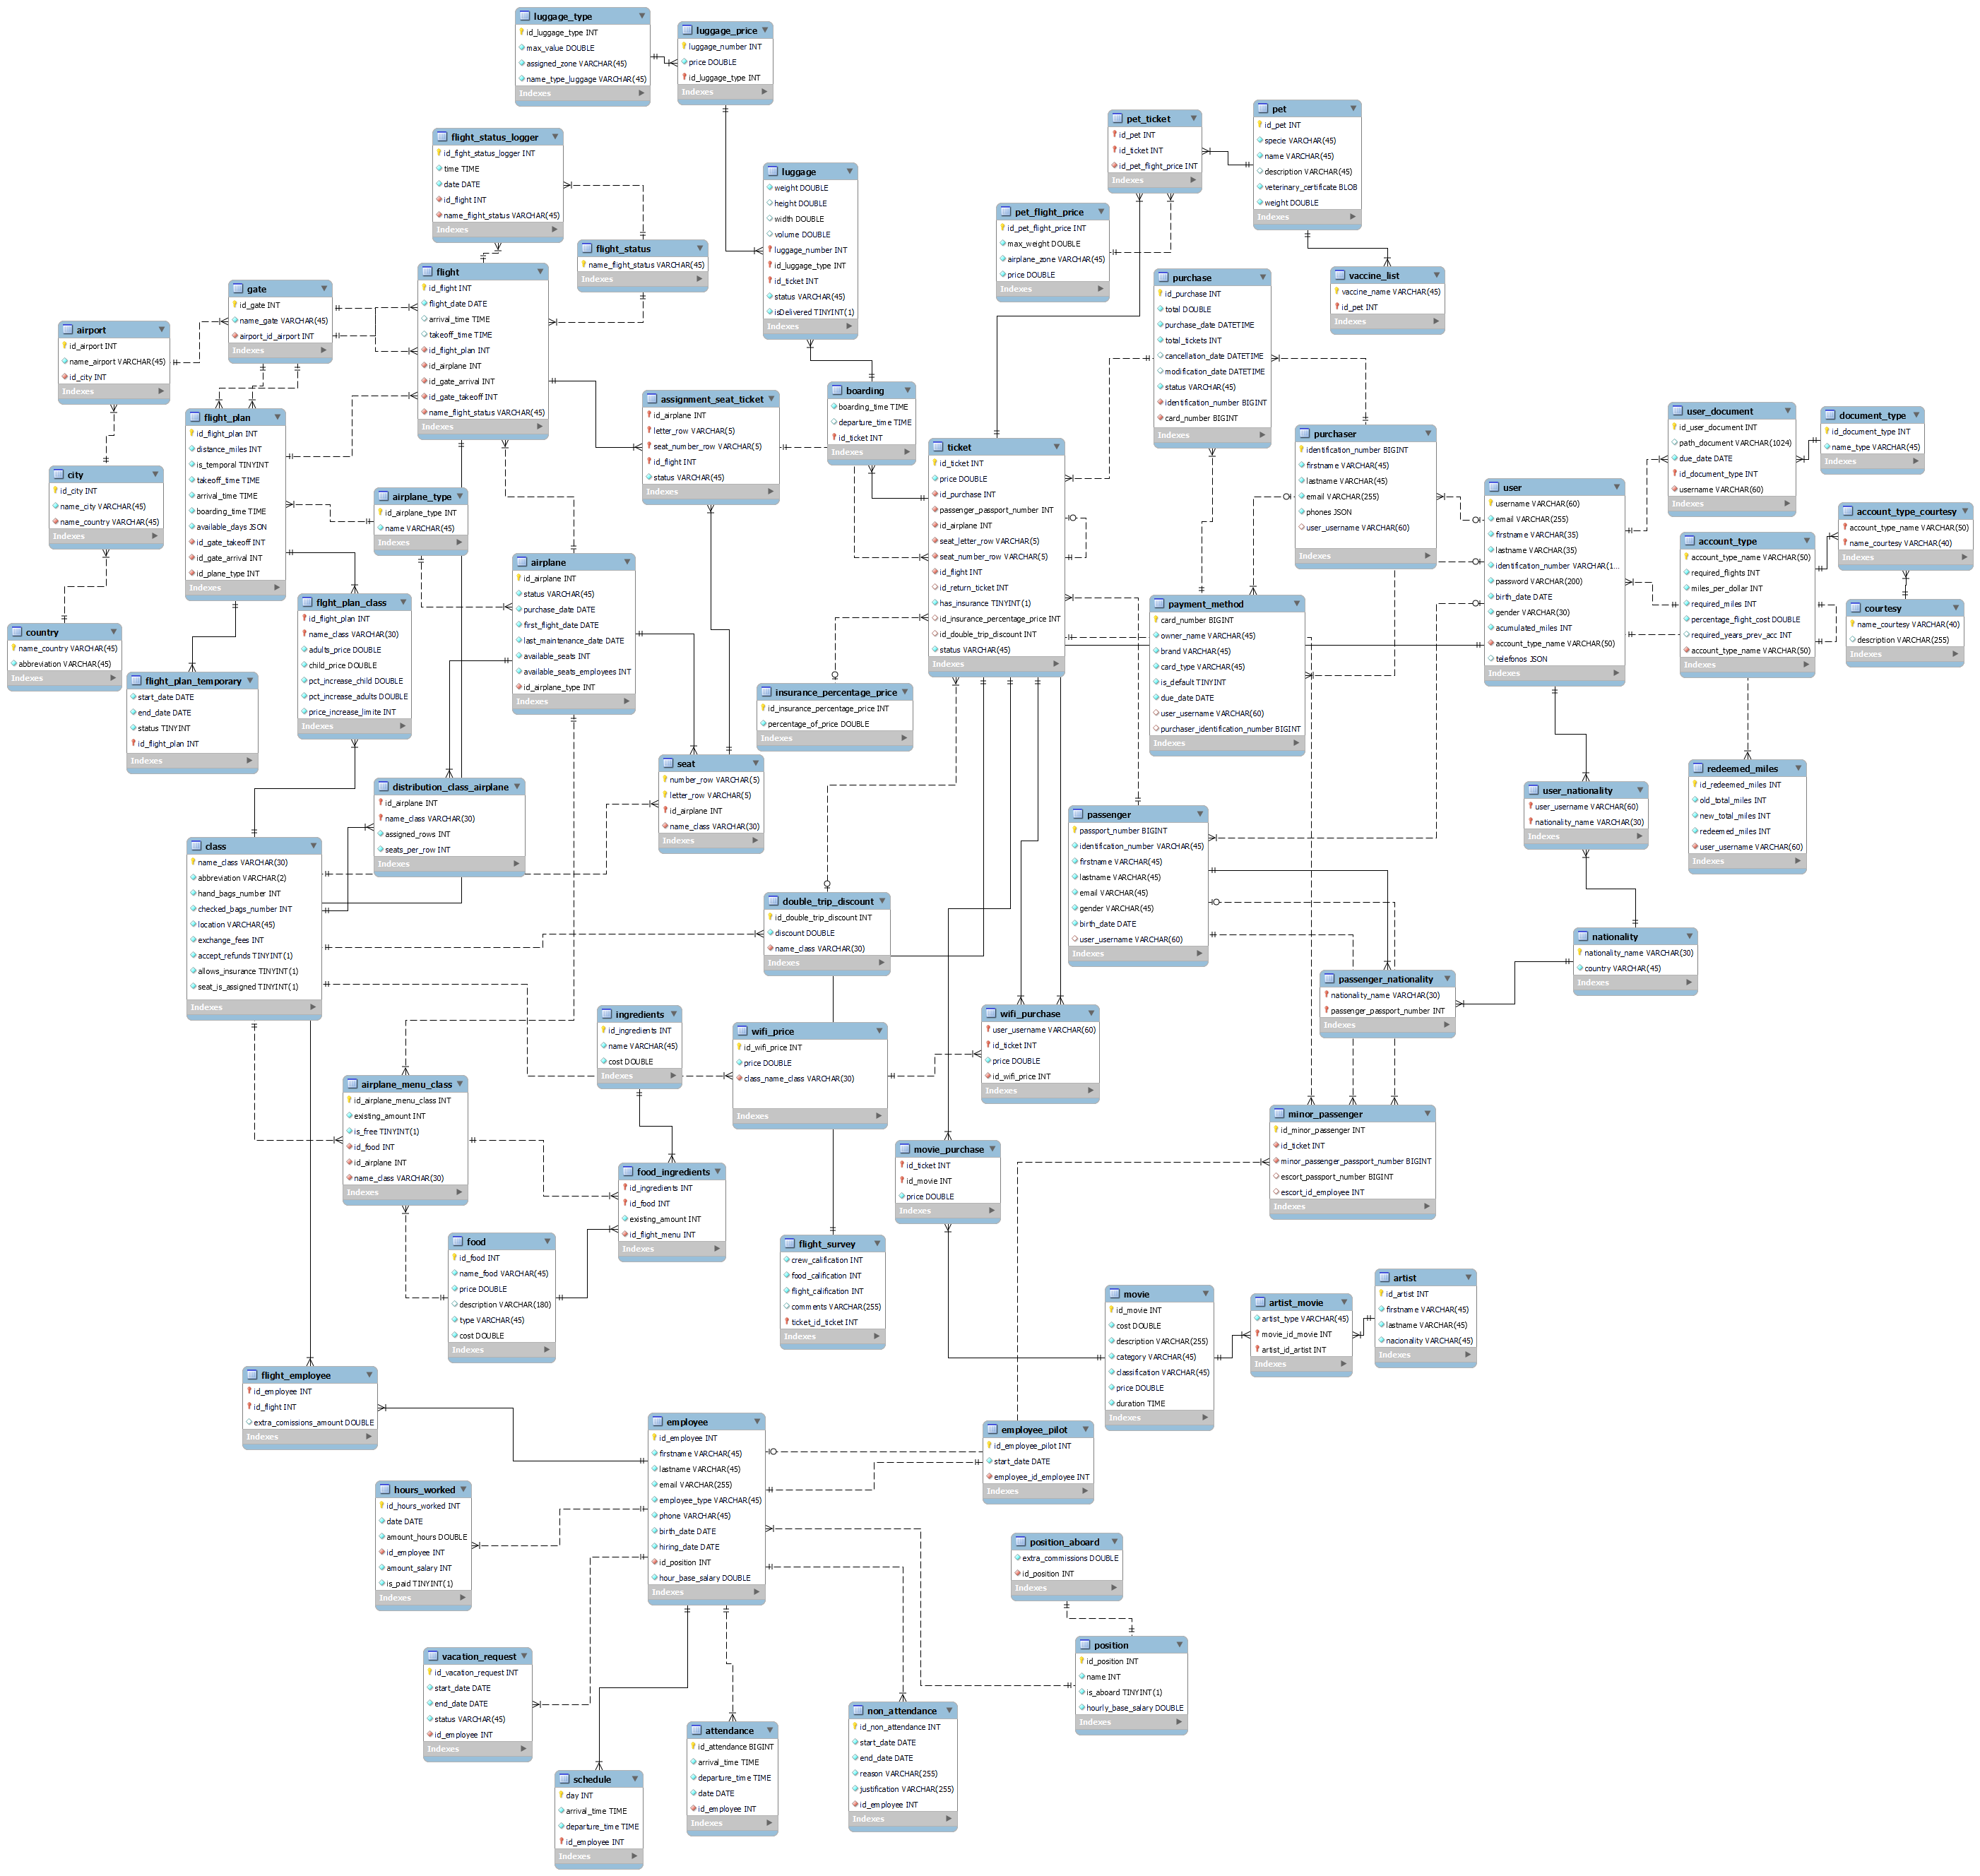 luggage_type
id_luggage_type INT
max_value DOUBLE
assigned_zone VARCHAR(45)
name_type_luggage VARCHAR(45)
Indexes
luggage_price
luggage_number INT
price DOUBLE
id_luggage_type INT
Indexes
flight_status_logger
id_fight_status_logger INT
time TIME
date DATE
id_flight INT
name_flight_status VARCHAR(45)
Indexes
flight_status
name_flight_status VARCHAR(45)
Indexes
luggage
weight DOUBLE
height DOUBLE
width DOUBLE
volume DOUBLE
luggage_number INT
id_luggage_type INT
id_ticket INT
status VARCHAR(45)
isDelivered TINYINT(1)
Indexes
pet_ticket
id_pet INT
id_ticket INT
id_pet_flight_price INT
Indexes
pet
id_pet INT
specie VARCHAR(45)
name VARCHAR(45)
description VARCHAR(45)
veterinary_certificate BLOB
weight DOUBLE
Indexes
pet_flight_price
id_pet_flight_price INT
max_weight DOUBLE
airplane_zone VARCHAR(45)
price DOUBLE
Indexes
vaccine_list
vaccine_name VARCHAR(45)
id_pet INT
Indexes
purchase
id_purchase INT
total DOUBLE
purchase_date DATETIME
total_tickets INT
cancellation_date DATETIME
modification_date DATETIME
status VARCHAR(45)
identification_number BIGINT
card_number BIGINT
Indexes
flight
id_flight INT
flight_date DATE
arrival_time TIME
takeoff_time TIME
id_flight_plan INT
id_airplane INT
id_gate_arrival INT
id_gate_takeoff INT
name_flight_status VARCHAR(45)
Indexes
gate
id_gate INT
name_gate VARCHAR(45)
airport_id_airport INT
Indexes
airport
id_airport INT
name_airport VARCHAR(45)
id_city INT
Indexes
city
id_city INT
name_city VARCHAR(45)
name_country VARCHAR(45)
Indexes
country
name_country VARCHAR(45)
abbreviation VARCHAR(45)
Indexes
flight_plan
id_flight_plan INT
distance_miles INT
is_temporal TINYINT
takeoff_time TIME
arrival_time TIME
boarding_time TIME
available_days JSON
id_gate_takeoff INT
id_gate_arrival INT
id_plane_type INT
Indexes
airplane_type
id_airplane_type INT
name VARCHAR(45)
Indexes
assignment_seat_ticket
id_airplane INT
letter_row VARCHAR(5)
seat_number_row VARCHAR(5)
id_flight INT
status VARCHAR(45)
Indexes
boarding
boarding_time TIME
departure_time TIME
id_ticket INT
Indexes
ticket
id_ticket INT
price DOUBLE
id_purchase INT
passenger_passport_number INT
id_airplane INT
seat_letter_row VARCHAR(5)
seat_number_row VARCHAR(5)
id_flight INT
id_return_ticket INT
has_insurance TINYINT(1)
id_insurance_percentage_price INT
id_double_trip_discount INT
status VARCHAR(45)
Indexes
purchaser
identification_number BIGINT
firstname VARCHAR(45)
lastname VARCHAR(45)
email VARCHAR(255)
phones JSON
user_username VARCHAR(60)
Indexes
user
username VARCHAR(60)
email VARCHAR(255)
firstname VARCHAR(35)
lastname VARCHAR(35)
identification_number VARCHAR(1...
password VARCHAR(200)
birth_date DATE
gender VARCHAR(30)
acumulated_miles INT
account_type_name VARCHAR(50)
telefonos JSON
Indexes
user_document
id_user_document INT
path_document VARCHAR(1024)
due_date DATE
id_document_type INT
username VARCHAR(60)
Indexes
document_type
id_document_type INT
name_type VARCHAR(45)
Indexes
account_type_courtesy
account_type_name VARCHAR(50)
name_courtesy VARCHAR(40)
Indexes
account_type
account_type_name VARCHAR(50)
required_flights INT
miles_per_dollar INT
required_miles INT
percentage_flight_cost DOUBLE
required_years_prev_acc INT
account_type_name VARCHAR(50)
Indexes
courtesy
name_courtesy VARCHAR(40)
description VARCHAR(255)
Indexes
flight_plan_class
id_flight_plan INT
name_class VARCHAR(30)
adults_price DOUBLE
child_price DOUBLE
pct_increase_child DOUBLE
pct_increase_adults DOUBLE
price_increase_limite INT
Indexes
airplane
id_airplane INT
status VARCHAR(45)
purchase_date DATE
first_flight_date DATE
last_maintenance_date DATE
available_seats INT
available_seats_employees INT
id_airplane_type INT
Indexes
payment_method
card_number BIGINT
owner_name VARCHAR(45)
brand VARCHAR(45)
card_type VARCHAR(45)
is_default TINYINT
due_date DATE
user_username VARCHAR(60)
purchaser_identification_number BIGINT
Indexes
flight_plan_temporary
start_date DATE
end_date DATE
status TINYINT
id_flight_plan INT
Indexes
insurance_percentage_price
id_insurance_percentage_price INT
percentage_of_price DOUBLE
Indexes
seat
number_row VARCHAR(5)
letter_row VARCHAR(5)
id_airplane INT
name_class VARCHAR(30)
Indexes
distribution_class_airplane
id_airplane INT
name_class VARCHAR(30)
assigned_rows INT
seats_per_row INT
Indexes
redeemed_miles
id_redeemed_miles INT
old_total_miles INT
new_total_miles INT
redeemed_miles INT
user_username VARCHAR(60)
Indexes
user_nationality
user_username VARCHAR(60)
nationality_name VARCHAR(30)
Indexes
passenger
passport_number BIGINT
identification_number VARCHAR(45)
firstname VARCHAR(45)
lastname VARCHAR(45)
email VARCHAR(45)
gender VARCHAR(45)
birth_date DATE
user_username VARCHAR(60)
Indexes
class
name_class VARCHAR(30)
abbreviation VARCHAR(2)
hand_bags_number INT
checked_bags_number INT
location VARCHAR(45)
exchange_fees INT
accept_refunds TINYINT(1)
allows_insurance TINYINT(1)
seat_is_assigned TINYINT(1)
Indexes
double_trip_discount
id_double_trip_discount INT
discount DOUBLE
name_class VARCHAR(30)
Indexes
nationality
nationality_name VARCHAR(30)
country VARCHAR(45)
Indexes
passenger_nationality
nationality_name VARCHAR(30)
passenger_passport_number INT
Indexes
ingredients
id_ingredients INT
name VARCHAR(45)
cost DOUBLE
Indexes
wifi_price
id_wifi_price INT
price DOUBLE
class_name_class VARCHAR(30)
Indexes
wifi_purchase
user_username VARCHAR(60)
id_ticket INT
price DOUBLE
id_wifi_price INT
Indexes
airplane_menu_class
id_airplane_menu_class INT
existing_amount INT
is_free TINYINT(1)
id_food INT
id_airplane INT
name_class VARCHAR(30)
Indexes
minor_passenger
id_minor_passenger INT
id_ticket INT
minor_passenger_passport_number BIGINT
escort_passport_number BIGINT
escort_id_employee INT
Indexes
movie_purchase
id_ticket INT
id_movie INT
price DOUBLE
Indexes
food_ingredients
id_ingredients INT
id_food INT
existing_amount INT
id_flight_menu INT
Indexes
food
id_food INT
name_food VARCHAR(45)
price DOUBLE
description VARCHAR(180)
type VARCHAR(45)
cost DOUBLE
Indexes
flight_survey
crew_calification INT
food_calification INT
flight_calification INT
comments VARCHAR(255)
ticket_id_ticket INT
Indexes
movie
id_movie INT
cost DOUBLE
description VARCHAR(255)
category VARCHAR(45)
classification VARCHAR(45)
price DOUBLE
duration TIME
Indexes
artist_movie
artist_type VARCHAR(45)
movie_id_movie INT
artist_id_artist INT
Indexes
artist
id_artist INT
firstname VARCHAR(45)
lastname VARCHAR(45)
nacionality VARCHAR(45)
Indexes
flight_employee
id_employee INT
id_flight INT
extra_comissions_amount DOUBLE
Indexes
employee
id_employee INT
firstname VARCHAR(45)
lastname VARCHAR(45)
email VARCHAR(255)
employee_type VARCHAR(45)
phone VARCHAR(45)
birth_date DATE
hiring_date DATE
id_position INT
hour_base_salary DOUBLE
Indexes
employee_pilot
id_employee_pilot INT
start_date DATE
employee_id_employee INT
Indexes
hours_worked
id_hours_worked INT
date DATE
amount_hours DOUBLE
id_employee INT
amount_salary INT
is_paid TINYINT(1)
Indexes
position_aboard
extra_commissions DOUBLE
id_position INT
Indexes
position
id_position INT
name INT
is_aboard TINYINT(1)
hourly_base_salary DOUBLE
Indexes
vacation_request
id_vacation_request INT
start_date DATE
end_date DATE
status VARCHAR(45)
id_employee INT
Indexes
attendance
id_attendance BIGINT
arrival_time TIME
departure_time TIME
date DATE
id_employee INT
Indexes
non_attendance
id_non_attendance INT
start_date DATE
end_date DATE
reason VARCHAR(255)
justification VARCHAR(255)
id_employee INT
Indexes
schedule
day INT
arrival_time TIME
departure_time TIME
id_employee INT
Indexes